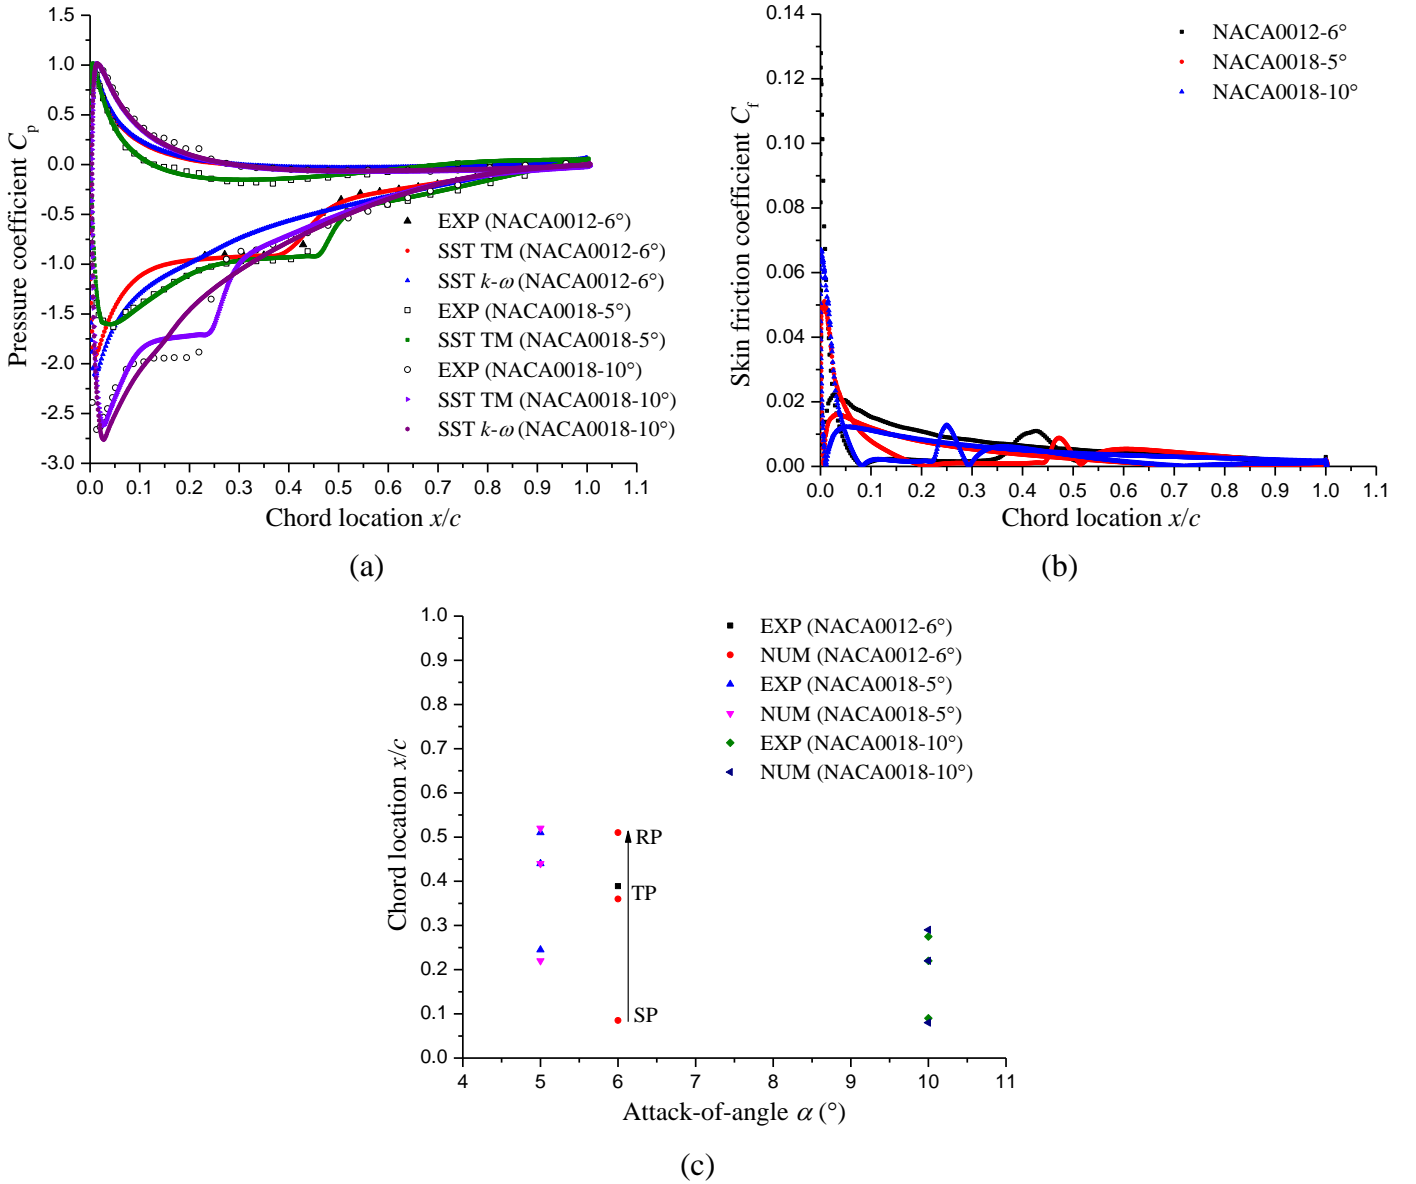 1.5
1.0
0.5
0.0
-0.5
-1.0
-1.5
-2.0
-2.5
-3.0
Pressure coefficient Cp
0.0 0.1 0.2 0.3 0.4 0.5 0.6 0.7 0.8 0.9 1.0 1.1
Chord location x/c
EXP (NACA0012-6°)
SST TM (NACA0012-6°)
SST k-ω (NACA0012-6°)
EXP (NACA0018-5°)
SST TM (NACA0018-5°)
EXP (NACA0018-10°)
SST TM (NACA0018-10°)
SST k-ω (NACA0018-10°)
(a)
0.14
0.12
0.10
0.08
0.06
0.04
0.02
0.00
Skin friction coefficient Cf
0.0 0.1 0.2 0.3 0.4 0.5 0.6 0.7 0.8 0.9 1.0 1.1
Chord location x/c
NACA0012-6°
NACA0018-5°
NACA0018-10°
(b)
1.0
0.9
0.8
0.7
0.6
0.5
0.4
0.3
0.2
0.1
0.0
Chord location x/c
4 5 6 7 8 9 10 11
Attack-of-angle α (°)
EXP (NACA0012-6°)
NUM (NACA0012-6°)
EXP (NACA0018-5°)
NUM (NACA0018-5°)
EXP (NACA0018-10°)
NUM (NACA0018-10°)
RP
TP
SP
(c)